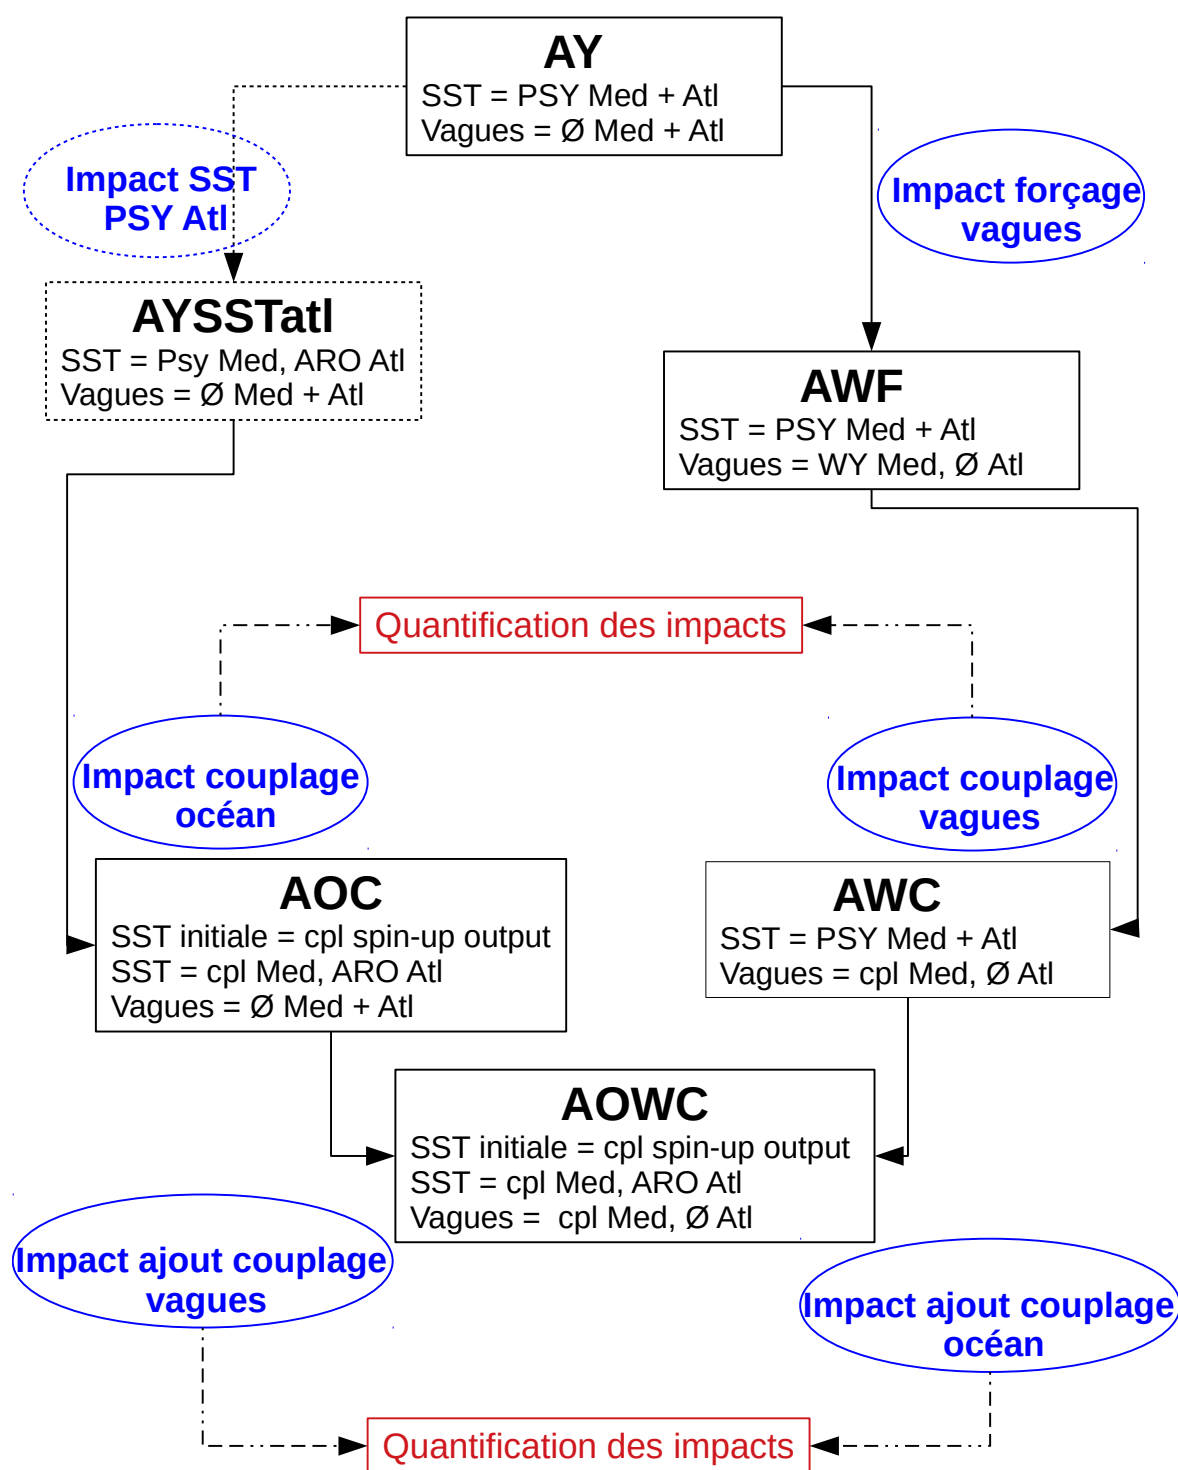 AY
SST = PSY Med + Atl
Vagues = Ø Med + Atl
Impact SST
PSY Atl
Impact forçage
vagues
AYSSTatl
SST = Psy Med, ARO Atl
Vagues = Ø Med + Atl
AWF
SST = PSY Med + Atl
Vagues = WY Med, Ø Atl
Quantification des impacts
Impact couplage
océan
Impact couplage
vagues
AOC
SST initiale = cpl spin-up output
SST = cpl Med, ARO Atl
Vagues = Ø Med + Atl
AWC
SST = PSY Med + Atl
Vagues = cpl Med, Ø Atl
AOWC
SST initiale = cpl spin-up output
SST = cpl Med, ARO Atl
Vagues =  cpl Med, Ø Atl
Impact ajout couplage
vagues
Impact ajout couplage
océan
Quantification des impacts